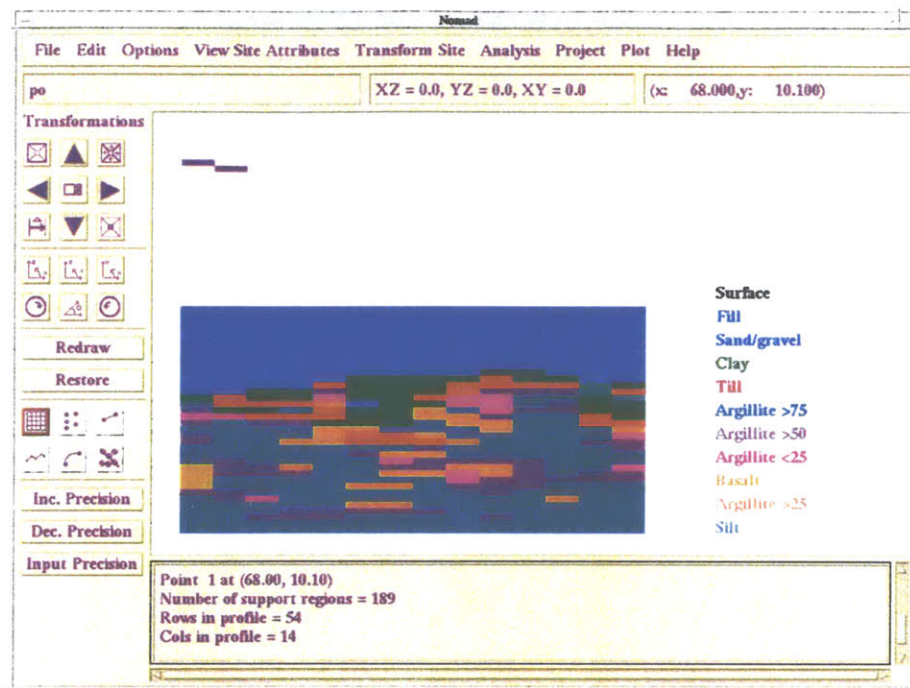 Nomad
File Edit Options View Site Attributes Transform Site Analysis Project Plot Help
po
XZ = 0.0, YZ = 0.0, XY = 0.0
(x: 68.000,y: 10.100)
Transformations
Redraw
Restore
Inc. Precision
Dec. Precision
Input Precision
Surface
Fill
Sand/gravel
Clay
Till
Argillite >75
Argillite >50
Argillite <25
Basalt
Argillite >25
Silt
Point 1 at (68.00, 10.10)
Number of support regions = 189
Rows in profile = 54
Cols in profile = 14